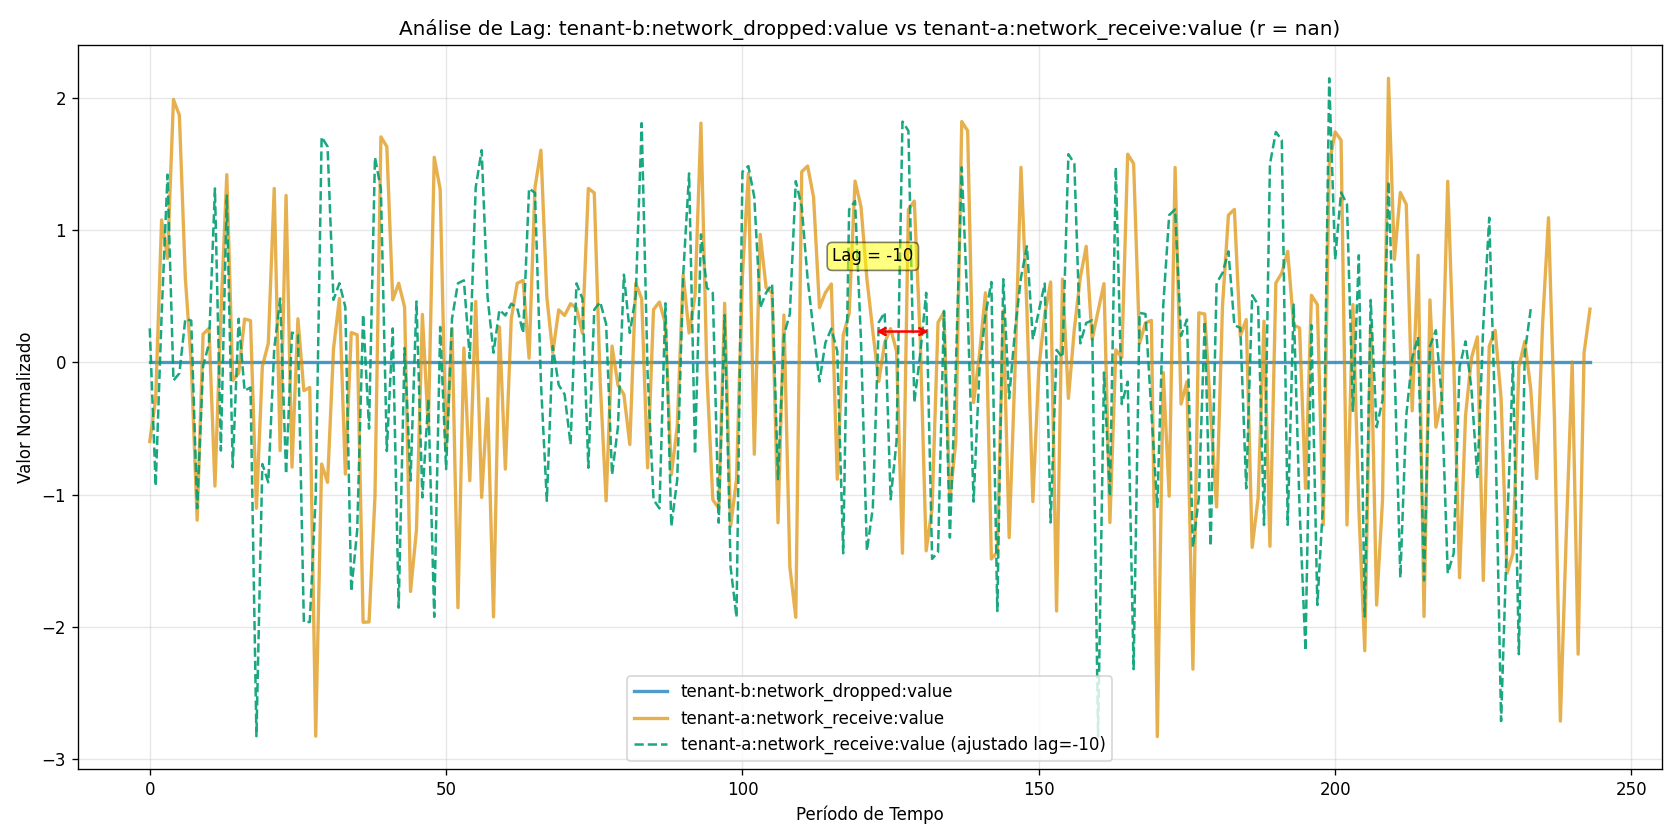 Análise de Lag: tenant-b:network_dropped:value vs tenant-a:network_receive:value (r = nan)
Valor Normalizado
2
1
0
−1
−2
−3
Lag = -10
tenant-b:network_dropped:value
tenant-a:network_receive:value
tenant-a:network_receive:value (ajustado lag=-10)
0 50 100 150 200 250
Período de Tempo